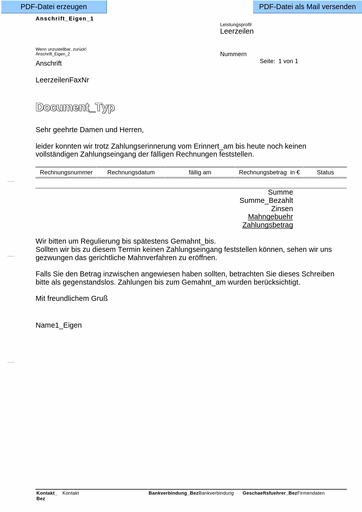 PDF-Datei erzeugen
PDF-Datei als Mail versenden
Anschrift_Eigen_1
Leistungsprofil
Leerzeilen
Wenn unzustellbar, zurück!
Anschrift_Eigen_2
Nummern
Anschrift
Seite: 1 von 1
LeerzeilenFaxNr
Document_Typ
Sehr geehrte Damen und Herren,
leider konnten wir trotz Zahlungserinnerung vom Erinnert_am bis heute noch keinen
vollständigen Zahlungseingang der fälligen Rechnungen feststellen.
Rechnungsnummer Rechnungsdatum fällig am Rechnungsbetrag in € Status
Summe
Summe_Bezahlt
Zinsen
Mahngebuehr
Zahlungsbetrag
Wir bitten um Regulierung bis spätestens Gemahnt_bis.
Sollten wir bis zu diesem Termin keinen Zahlungseingang feststellen können, sehen wir uns
gezwungen das gerichtliche Mahnverfahren zu eröffnen.
Falls Sie den Betrag inzwischen angewiesen haben sollten, betrachten Sie dieses Schreiben
bitte als gegenstandslos. Zahlungen bis zum Gemahnt_am wurden berücksichtigt.
Mit freundlichem Gruß
Name1_Eigen
Kontakt_ Kontakt Bankverbindung_BezBankverbindung Geschaeftsfuehrer_BezFirmendaten
Bez